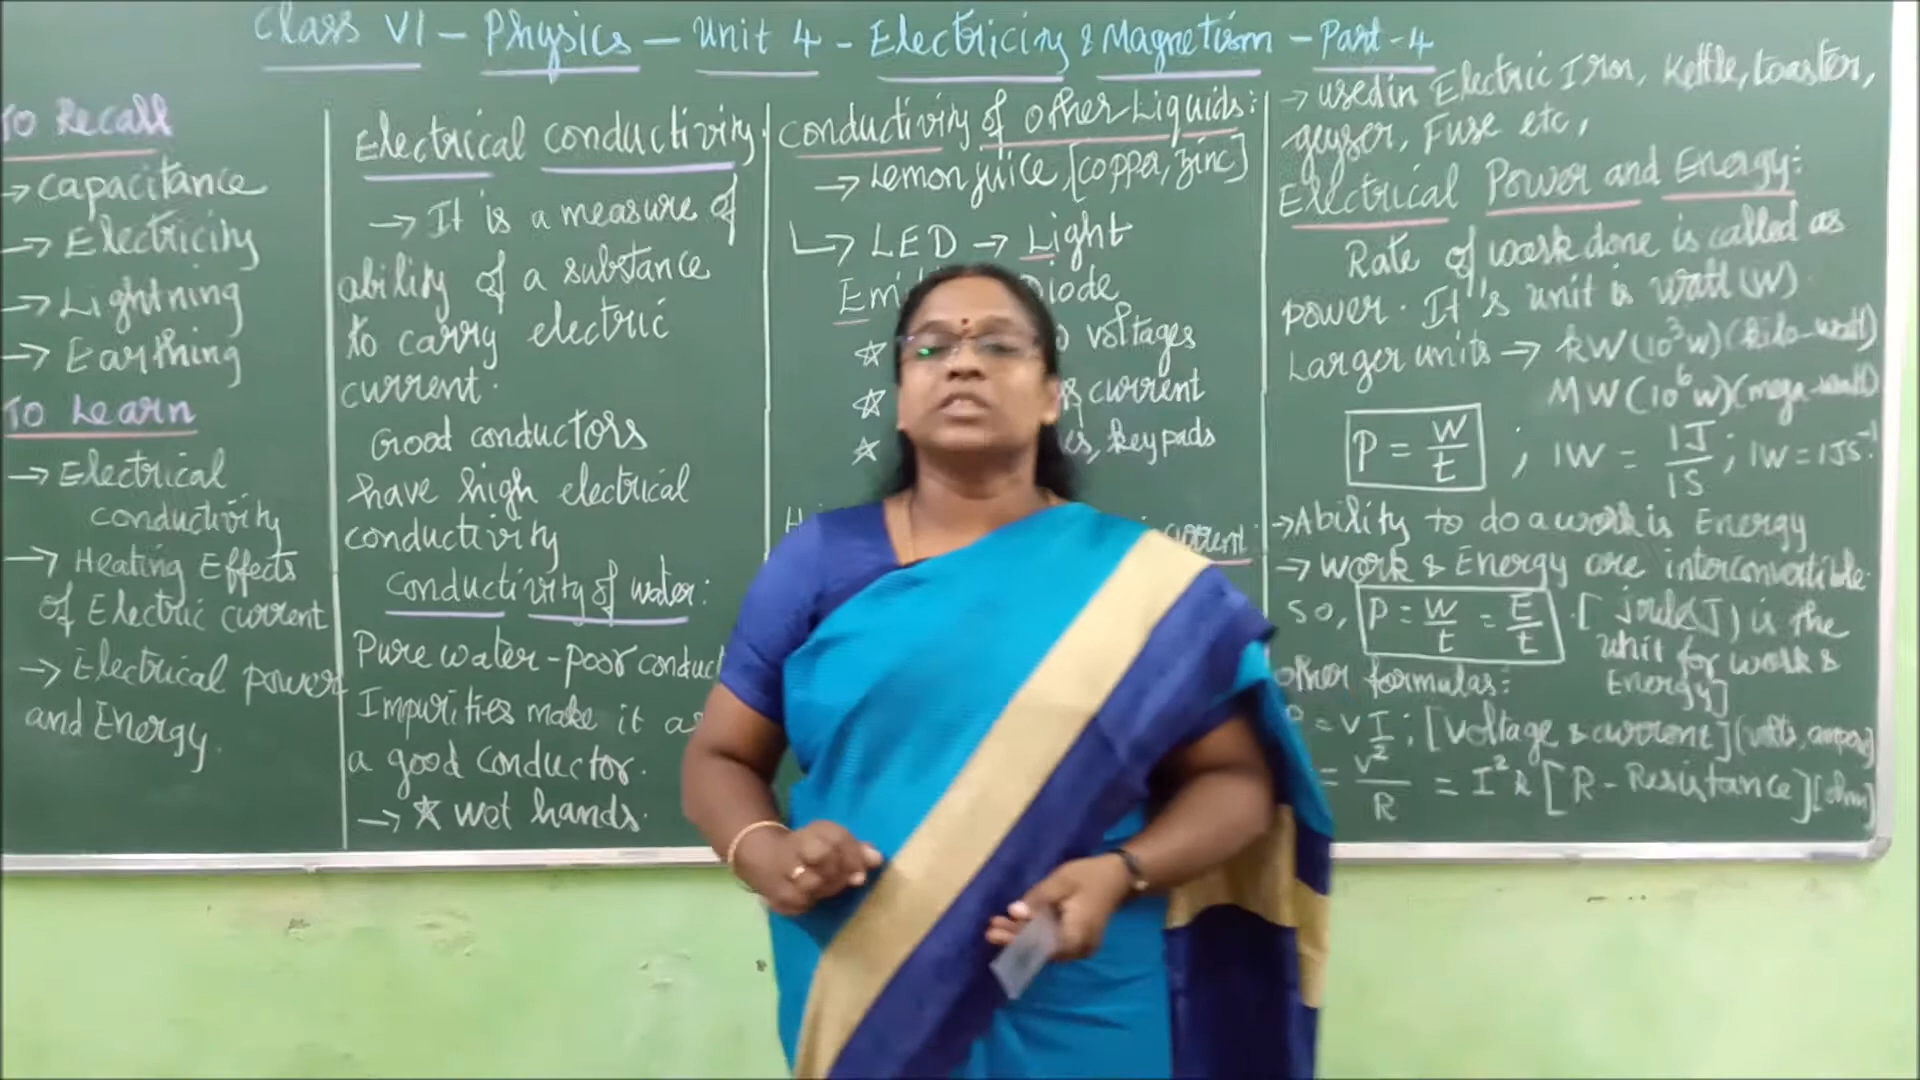 Class VI - Physics - Unit 4 - Electricity & Magnetism - Part-4
To Recall
→ Capacitance
→ Electricity
→ Lightning
→ Earthing
To Learn
→ Electrical
conductivity
→ Heating Effects
of Electric current
→ Electrical power
and Energy.
Electrical conductivity.
→ It is a measure of
ability of a substance
to carry electric
current.
Good conductors
have high electrical
conductivity
conductivity of water:
Pure water - poor
Impurities make it
a good conductor.
→ ☆ wet hands.
Conductivity of other Liquids:
→ Lemon juice [copper, zinc]
↳ LED → Light
Diode
☆ voltages
☆ current
☆ keypads
current
→ used in Electric Iron, Kettle, toaster,
geyser, Fuse etc,
Electrical Power and Energy:
Rate of work done is called as
power. It's unit is watt (W).
Larger units → kW (10³w) (kilo-watt)
MW (10⁶w) (mega-watt)
P = W/t ; 1W = 1J/1S ; 1W = 1JS⁻¹
→ Ability to do a work is Energy
→ work & Energy are interconvertible.
So, P = W/t = E/t [joule (J) is the
unit for work &
Energy]
other formulas:
= VI ; [voltage & current] (volts, ampere)
= V²/R = I²R [R - Resistance] [ohm]